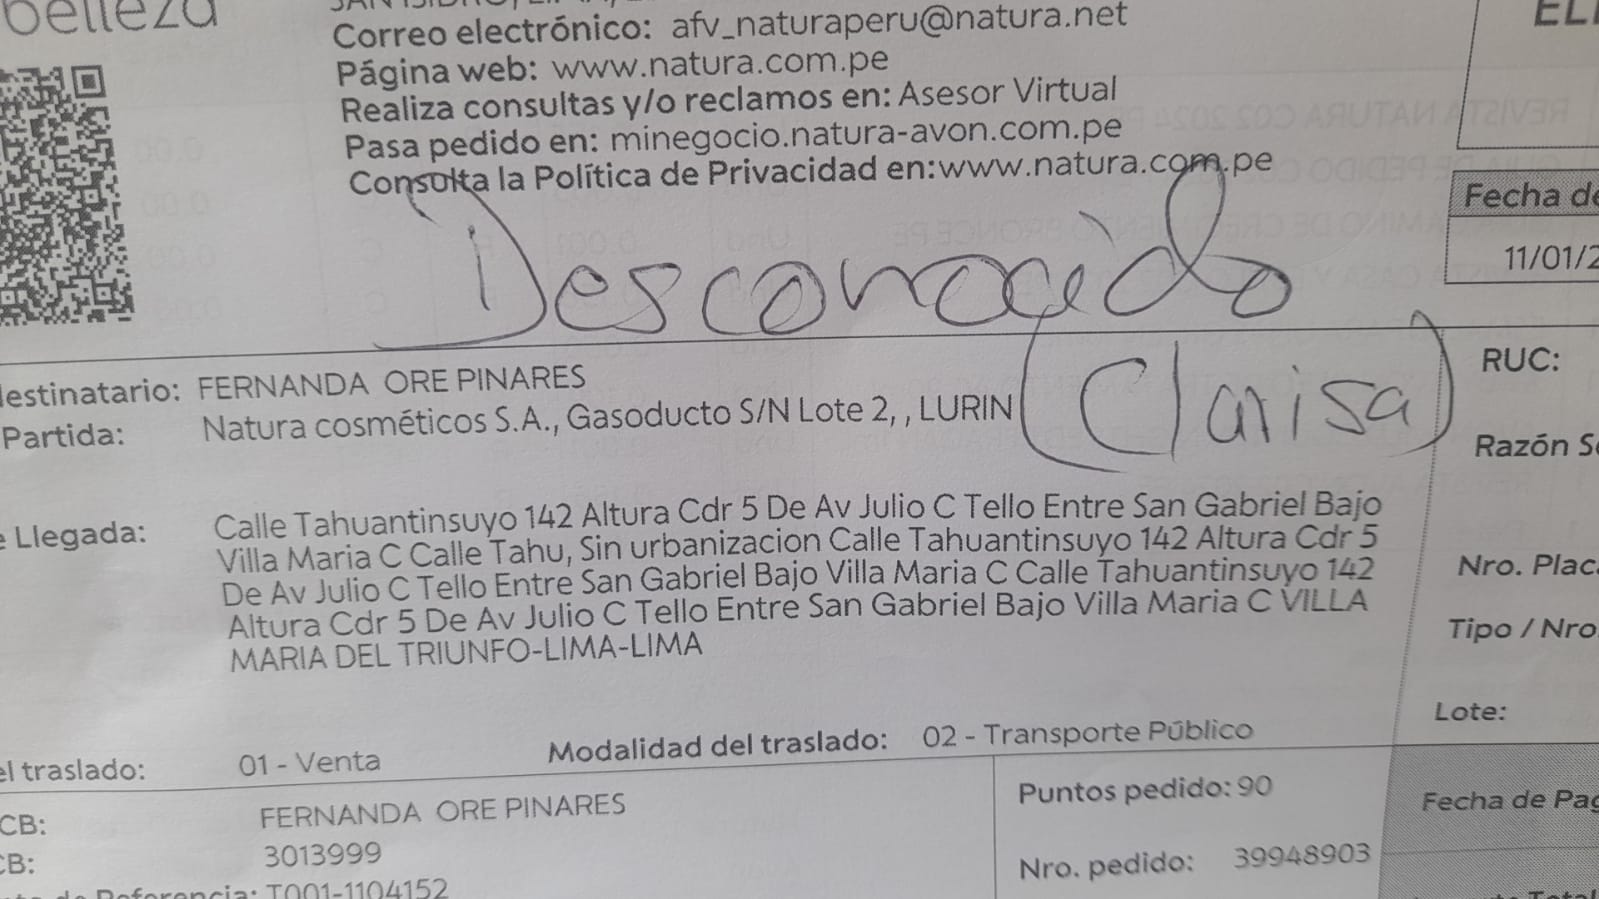 belleza
Correo electrónico: afv_naturaperu@natura.net
Página web: www.natura.com.pe
Realiza consultas y/o reclamos en: Asesor Virtual
Pasa pedido en: minegocio.natura-avon.com.pe
Consulta la Política de Privacidad en:www.natura.com.pe
Fecha de
11/01/2
Desconocido
(Clarisa)
destinatario: FERNANDA ORE PINARES
RUC:
Partida: Natura cosméticos S.A., Gasoducto S/N Lote 2, , LURIN
Razón S
e Llegada: Calle Tahuantinsuyo 142 Altura Cdr 5 De Av Julio C Tello Entre San Gabriel Bajo
Villa Maria C Calle Tahu, Sin urbanizacion Calle Tahuantinsuyo 142 Altura Cdr 5
De Av Julio C Tello Entre San Gabriel Bajo Villa Maria C Calle Tahuantinsuyo 142
Altura Cdr 5 De Av Julio C Tello Entre San Gabriel Bajo Villa Maria C VILLA
MARIA DEL TRIUNFO-LIMA-LIMA
Nro. Placa
Tipo / Nro
Lote:
el traslado: 01 - Venta Modalidad del traslado: 02 - Transporte Público
CB: FERNANDA ORE PINARES
Puntos pedido: 90
Fecha de Pag
CB: 3013999
Nro. pedido: 39948903
de Referencia: T001-1104152